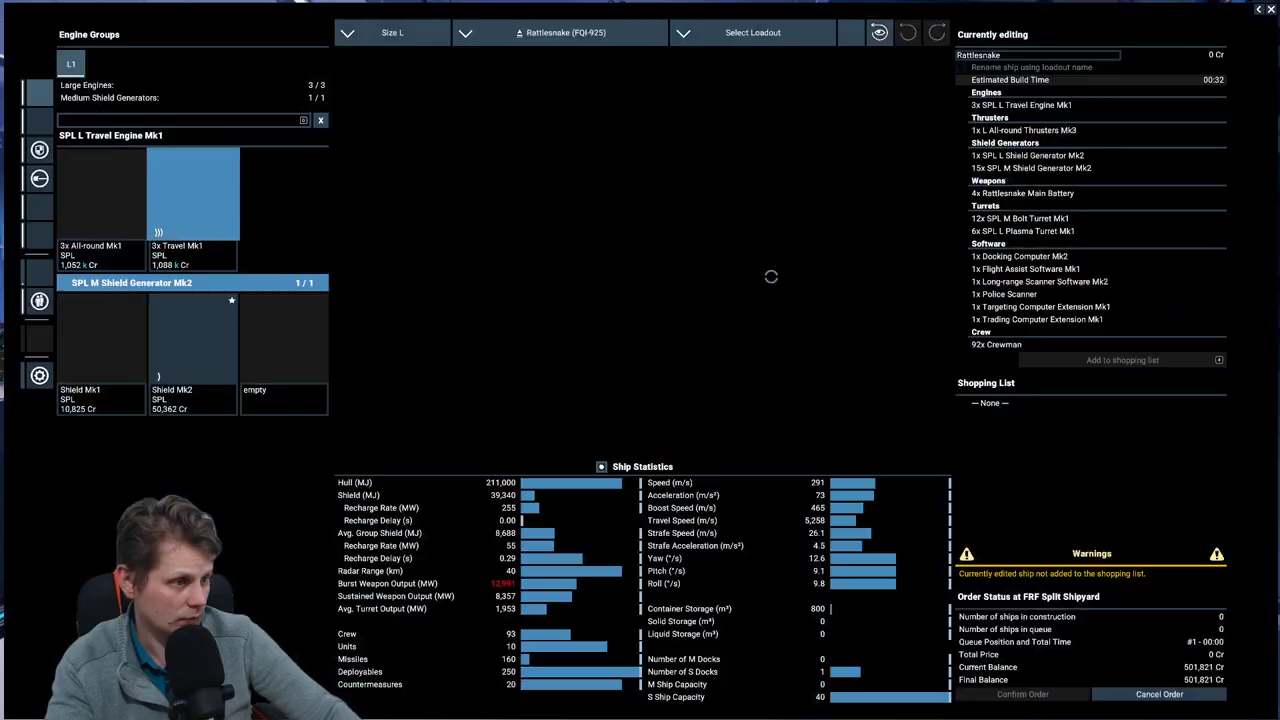 Engine Groups
L1
Large Engines: 3 / 3
Medium Shield Generators: 1 / 1
x
SPL L Travel Engine Mk1
3x All-round Mk1
SPL
1,052 k Cr
3x Travel Mk1
SPL
1,088 k Cr
SPL M Shield Generator Mk2 1 / 1
Shield Mk1
SPL
10,825 Cr
Shield Mk2
SPL
50,362 Cr
empty
Size L
Rattlesnake (FQI-925)
Select Loadout
Ship Statistics
Hull (MJ) 211,000
Shield (MJ) 39,340
Recharge Rate (MW) 255
Recharge Delay (s) 0.00
Avg. Group Shield (MJ) 8,688
Recharge Rate (MW) 55
Recharge Delay (s) 0.29
Radar Range (km) 40
Burst Weapon Output (MW) 12,991
Sustained Weapon Output (MW) 8,357
Avg. Turret Output (MW) 1,953
Crew 93
Units 10
Missiles 160
Deployables 250
Countermeasures 20
Speed (m/s) 291
Acceleration (m/s²) 73
Boost Speed (m/s) 465
Travel Speed (m/s) 5,258
Strafe Speed (m/s) 26.1
Strafe Acceleration (m/s²) 4.5
Yaw (°/s) 12.6
Pitch (°/s) 9.1
Roll (°/s) 9.8
Container Storage (m³) 800
Solid Storage (m³) 0
Liquid Storage (m³) 0
Number of M Docks 0
Number of S Docks 1
M Ship Capacity 0
S Ship Capacity 40
Currently editing
Rattlesnake 0 Cr
Rename ship using loadout name
Estimated Build Time 00:32
Engines
3x SPL L Travel Engine Mk1
Thrusters
1x L All-round Thrusters Mk3
Shield Generators
1x SPL L Shield Generator Mk2
15x SPL M Shield Generator Mk2
Weapons
4x Rattlesnake Main Battery
Turrets
12x SPL M Bolt Turret Mk1
6x SPL L Plasma Turret Mk1
Software
1x Docking Computer Mk2
1x Flight Assist Software Mk1
1x Long-range Scanner Software Mk2
1x Police Scanner
1x Targeting Computer Extension Mk1
1x Trading Computer Extension Mk1
Crew
92x Crewman
Add to shopping list
Shopping List
— None —
Warnings
Currently edited ship not added to the shopping list.
Order Status at FRF Split Shipyard
Number of ships in construction 0
Number of ships in queue 0
Queue Position and Total Time #1 - 00:00
Total Price 0 Cr
Current Balance 501,821 Cr
Final Balance 501,821 Cr
Confirm Order
Cancel Order